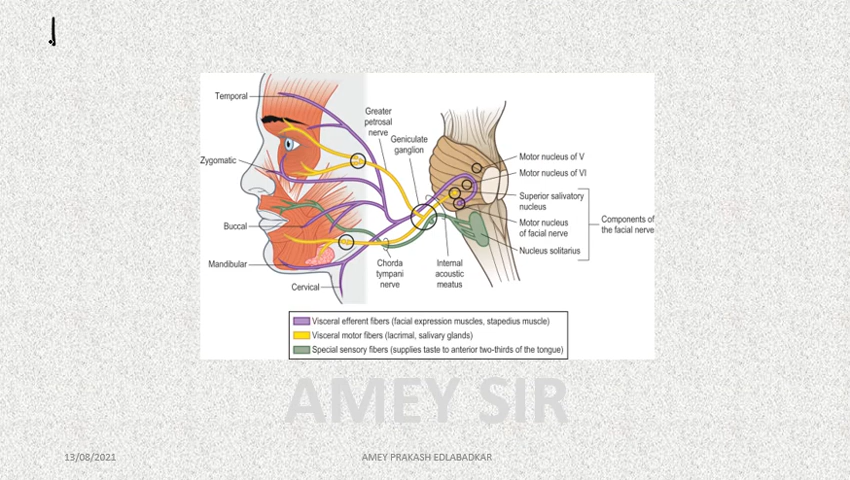 Temporal
Greater
petrosal
nerve
Geniculate
ganglion
Zygomatic
Motor nucleus of V
Motor nucleus of VI
Superior salivatory
nucleus
Motor nucleus
of facial nerve
Components of
the facial nerve
Nucleus solitarius
Buccal
Mandibular
Cervical
Chorda
tympani
nerve
Internal
acoustic
meatus
Visceral efferent fibers (facial expression muscles, stapedius muscle)
Visceral motor fibers (lacrimal, salivary glands)
Special sensory fibers (supplies taste to anterior two-thirds of the tongue)
AMEY SIR
13/08/2021
AMEY PRAKASH EDLABADKAR